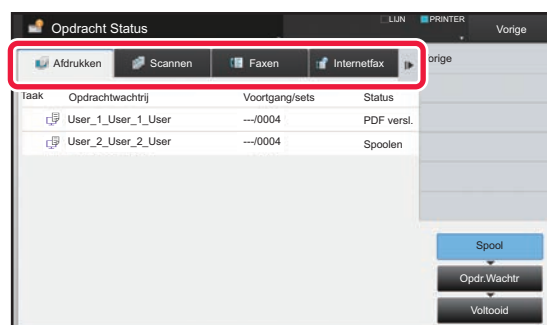 Opdracht Status
LIJN
PRINTER
Vorige
Afdrukken
Scannen
Faxen
Internetfax
orige
Taak
Opdrachtwachtrij
Voortgang/sets
Status
User_1_User_1_User
---/0004
PDF versl.
User_2_User_2_User
---/0004
Spoolen
Spool
Opdr.Wachtr
Voltooid